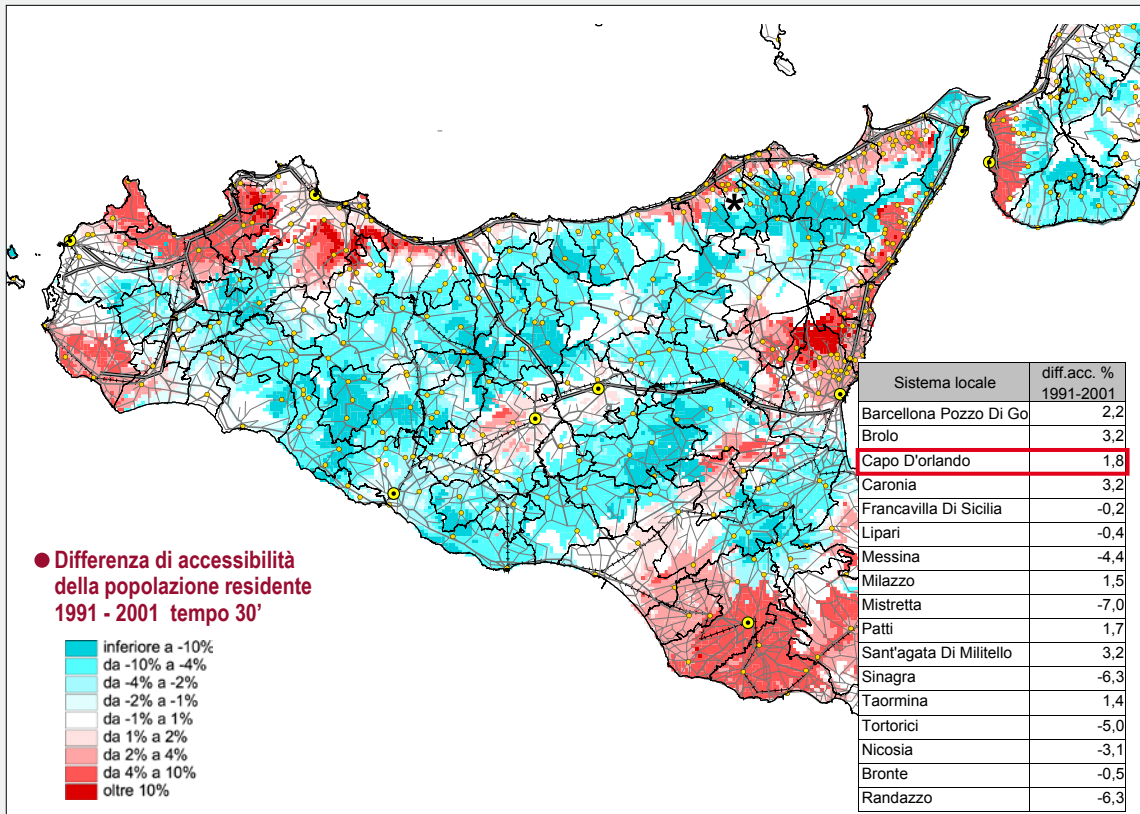 ● Differenza di accessibilità
della popolazione residente
1991 - 2001 tempo 30'
inferiore a -10%
da -10% a -4%
da -4% a -2%
da -2% a -1%
da -1% a 1%
da 1% a 2%
da 2% a 4%
da 4% a 10%
oltre 10%
*
Sistema locale diff.acc. %
1991-2001
Barcellona Pozzo Di Go 2,2
Brolo 3,2
Capo D'orlando 1,8
Caronia 3,2
Francavilla Di Sicilia -0,2
Lipari -0,4
Messina -4,4
Milazzo 1,5
Mistretta -7,0
Patti 1,7
Sant'agata Di Militello 3,2
Sinagra -6,3
Taormina 1,4
Tortorici -5,0
Nicosia -3,1
Bronte -0,5
Randazzo -6,3